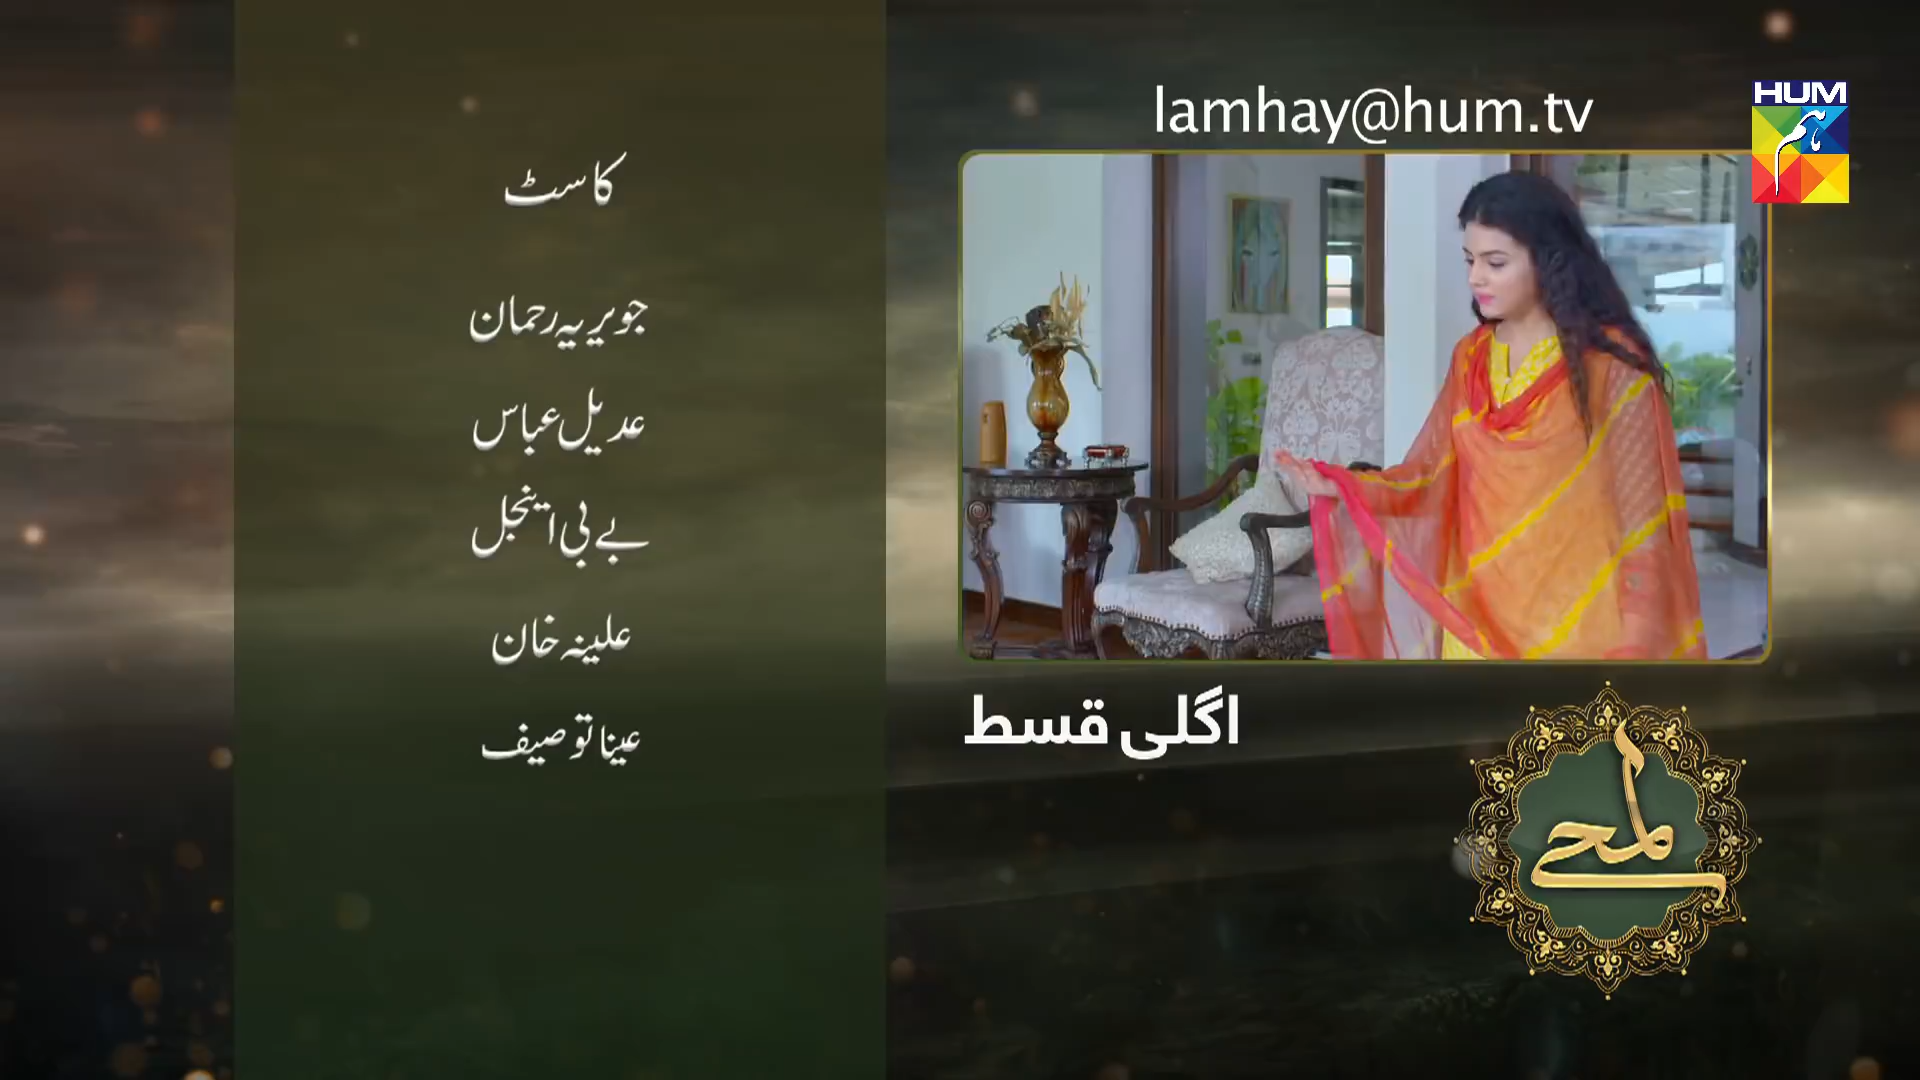 کاسٹ
جویریہ رحمان
عدیل عباس
بے بی اینجل
علینہ خان
عینا توصیف
lamhay@hum.tv
HUM
ہم
اگلی قسط
لمحے